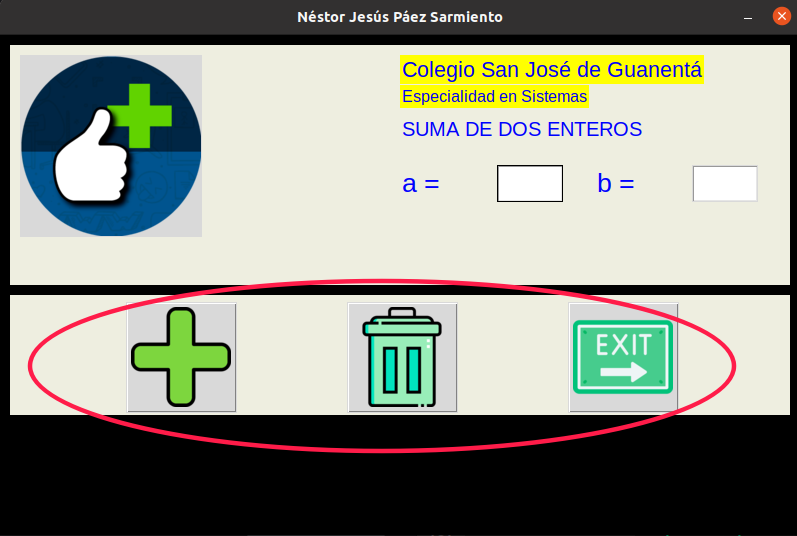 Néstor Jesús Páez Sarmiento
Colegio San José de Guanentá
Especialidad en Sistemas
SUMA DE DOS ENTEROS
a = b =
EXIT